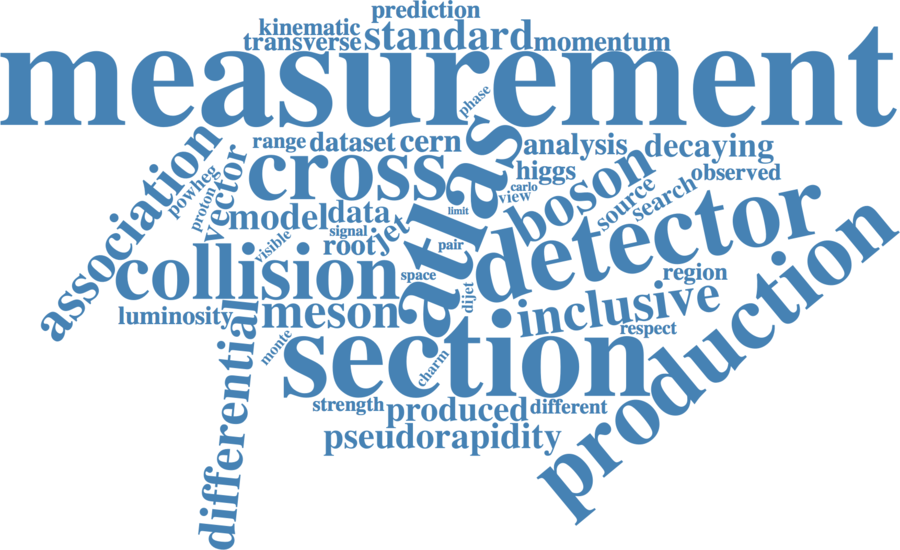 prediction
kinematic
transverse
standard
momentum
measurement
phase
range
dataset
cern
analysis
decaying
association
powheg
proton
vector
cross
atlas
higgs
carlo
view
boson
source
search
observed
model
data
signal
root
jet
limit
pair
visible
collision
space
dijet
detector
region
luminosity
meson
inclusive
respect
production
differential
monte
section
charm
strength
produced
different
pseudorapidity